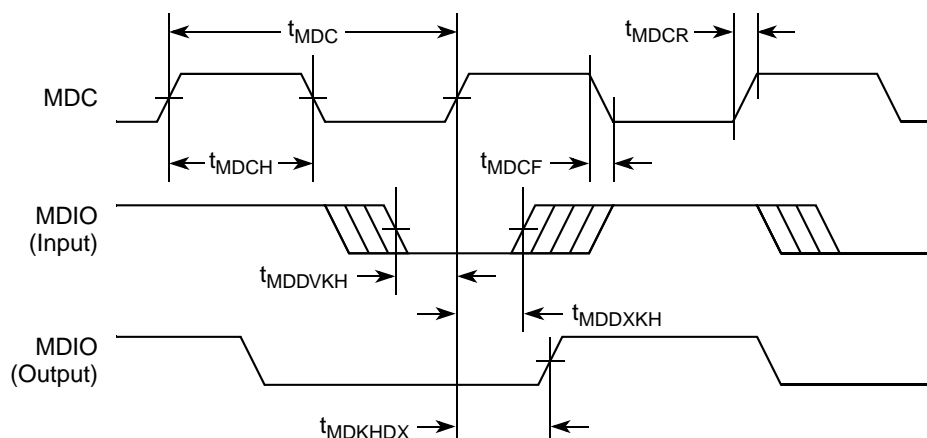 tMDC
tMDCR
MDC
tMDCH
tMDCF
MDIO
(Input)
tMDDVKH
tMDDXKH
MDIO
(Output)
tMDKHDX